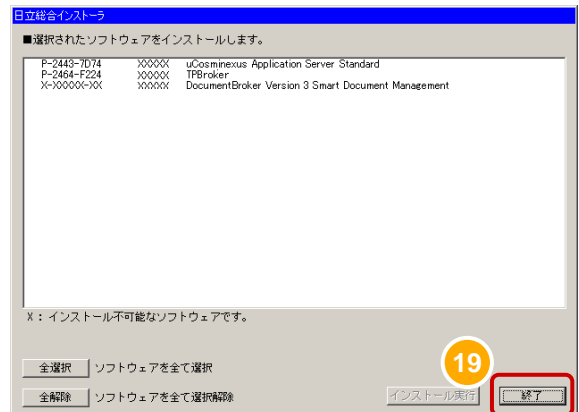 日立総合インストーラ
■選択されたソフトウェアをインストールします。
P-2443-7D74 XXXXX uCosminexus Application Server Standard
P-2464-F224 XXXXX TPBroker
X-XXXXX-XX XXXXX DocumentBroker Version 3 Smart Document Management
X：インストール不可能なソフトウェアです。
19
全選択 ソフトウェアを全て選択
全解除 ソフトウェアを全て選択解除 インストール実行 終了